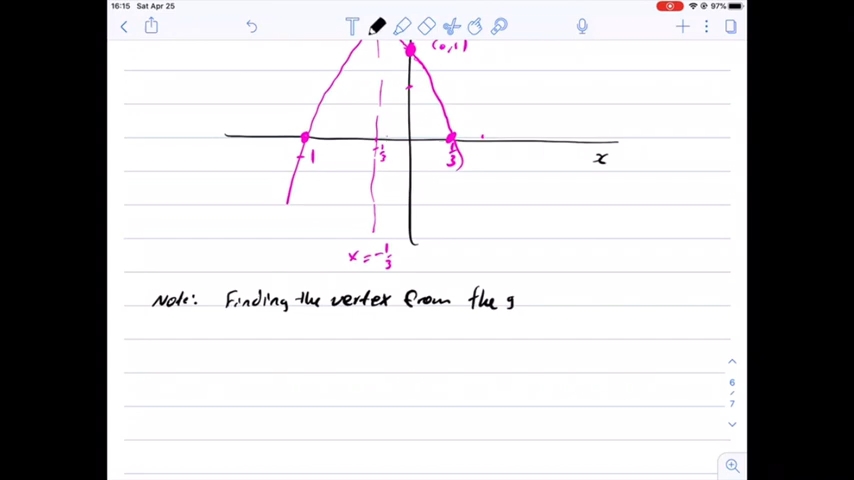 16:15 Sat Apr 25
97%
T
(0,1)
-1
-1/3
1/3
x
x = -1/3
Note: Finding the vertex from the g
6
7